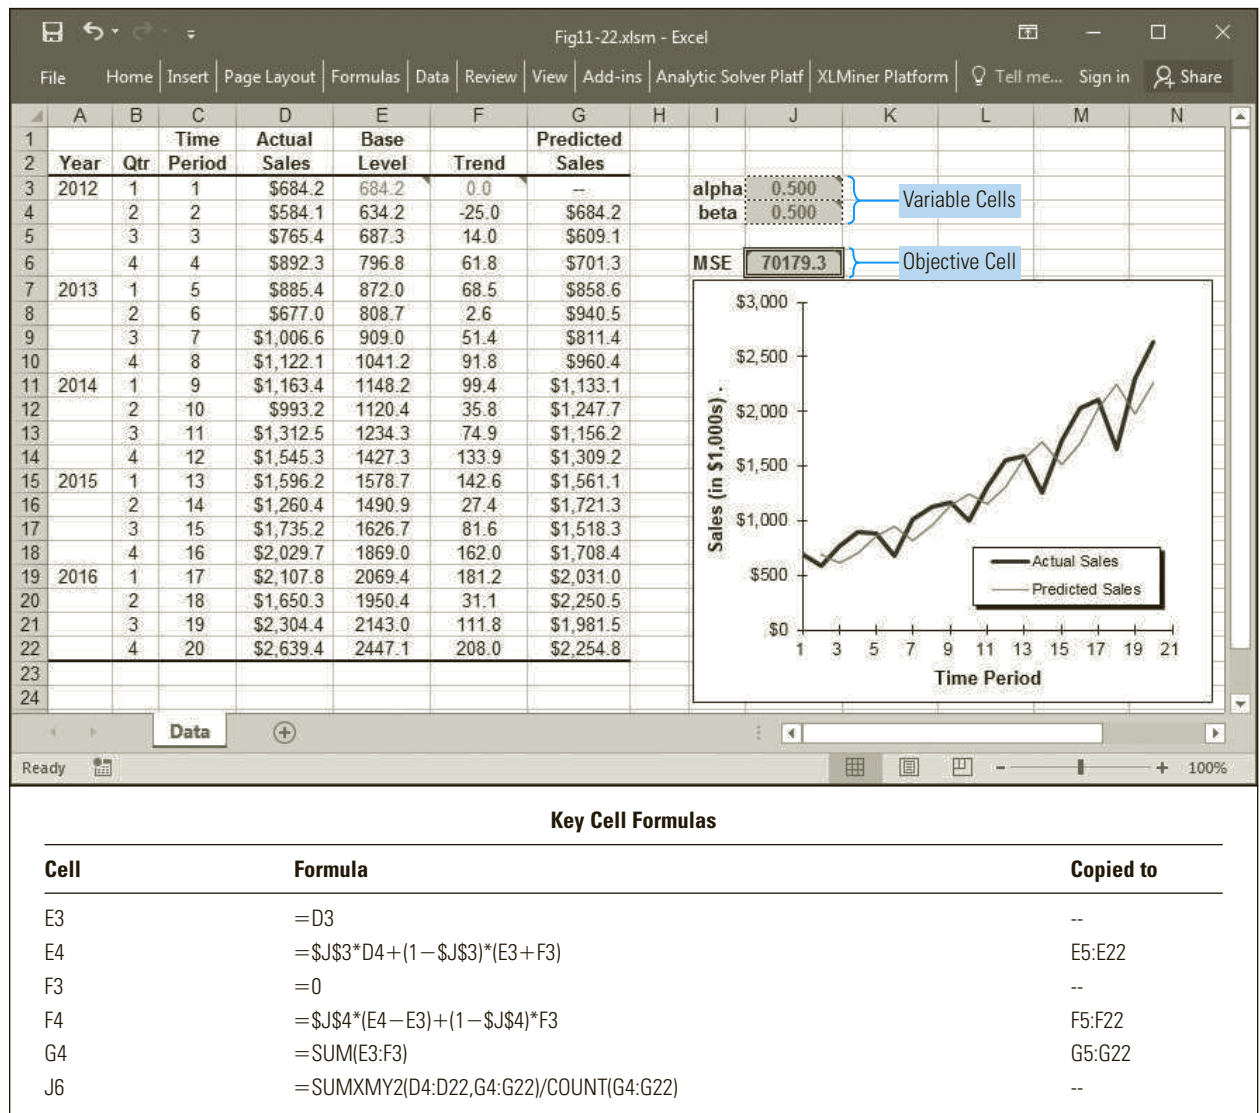 Fig11-22.xlsm - Excel
File Home Insert Page Layout Formulas Data Review View Add-ins Analytic Solver Platf XLMiner Platform Tell me... Sign in Share
A B C D E F G H I J K L M N
1 Time Actual Base Predicted
2 Year Qtr Period Sales Level Trend Sales
3 2012 1 1 $684.2 684.2 0.0 -- alpha 0.500
4 2 2 $584.1 634.2 -25.0 $684.2 beta 0.500
Variable Cells
5 3 3 $765.4 687.3 14.0 $609.1
6 4 4 $892.3 796.8 61.8 $701.3 MSE 70179.3 Objective Cell
7 2013 1 5 $885.4 872.0 68.5 $858.6
8 2 6 $677.0 808.7 2.6 $940.5
9 3 7 $1,006.6 909.0 51.4 $811.4
10 4 8 $1,122.1 1041.2 91.8 $960.4
11 2014 1 9 $1,163.4 1148.2 99.4 $1,133.1
12 2 10 $993.2 1120.4 35.8 $1,247.7
13 3 11 $1,312.5 1234.3 74.9 $1,156.2
14 4 12 $1,545.3 1427.3 133.9 $1,309.2
15 2015 1 13 $1,596.2 1578.7 142.6 $1,561.1
16 2 14 $1,260.4 1490.9 27.4 $1,721.3
17 3 15 $1,735.2 1626.7 81.6 $1,518.3
18 4 16 $2,029.7 1869.0 162.0 $1,708.4
19 2016 1 17 $2,107.8 2069.4 181.2 $2,031.0
20 2 18 $1,650.3 1950.4 31.1 $2,250.5
21 3 19 $2,304.4 2143.0 111.8 $1,981.5
22 4 20 $2,639.4 2447.1 208.0 $2,254.8
23
24
Sales (in $1,000s) .
$3,000
$2,500
$2,000
$1,500
$1,000
$500
$0
Actual Sales
Predicted Sales
1 3 5 7 9 11 13 15 17 19 21
Time Period
Data
Ready 100%
Key Cell Formulas
Cell Formula Copied to
E3 =D3 --
E4 =$J$3*D4+(1−$J$3)*(E3+F3) E5:E22
F3 =0 --
F4 =$J$4*(E4−E3)+(1−$J$4)*F3 F5:F22
G4 =SUM(E3:F3) G5:G22
J6 =SUMXMY2(D4:D22,G4:G22)/COUNT(G4:G22) --